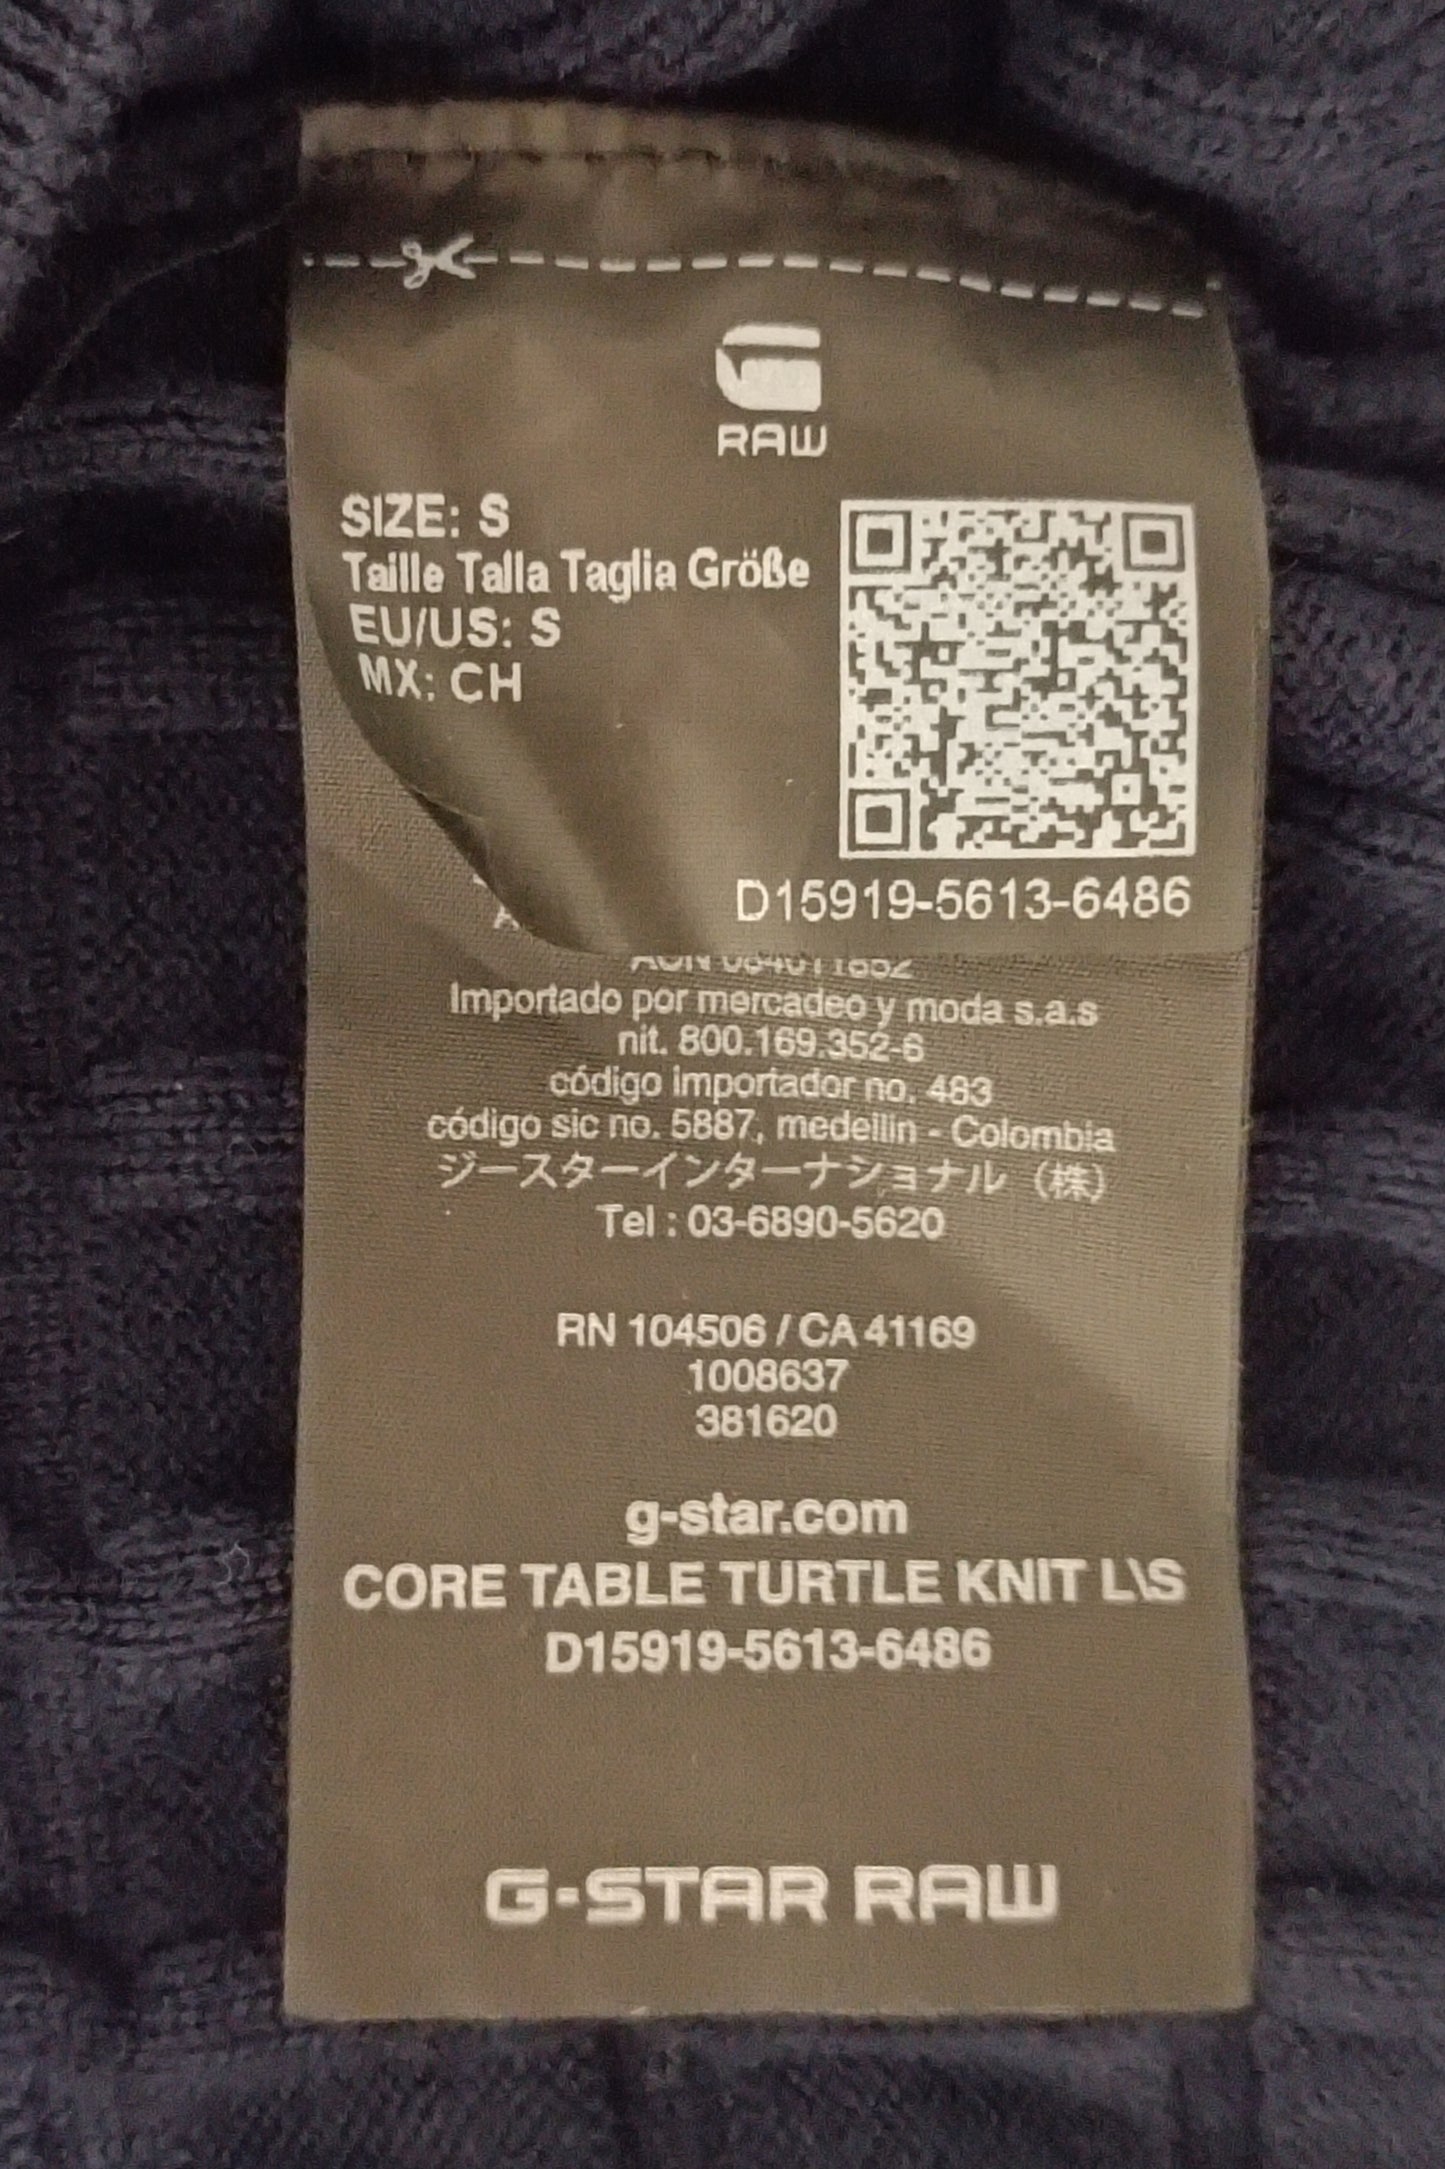 RAW
SIZE: S
Taille Talla Taglia Größe
EU/US: S
MX: CH
D15919-5613-6486
Importado por mercadeo y moda s.a.s
nit. 800.169.352-6
código importador no. 483
código sic no. 5887, medellin - Colombia
ジースターインターナショナル（株）
Tel : 03-6890-5620
RN 104506 / CA 41169
1008637
381620
g-star.com
CORE TABLE TURTLE KNIT L\S
D15919-5613-6486
G-STAR RAW